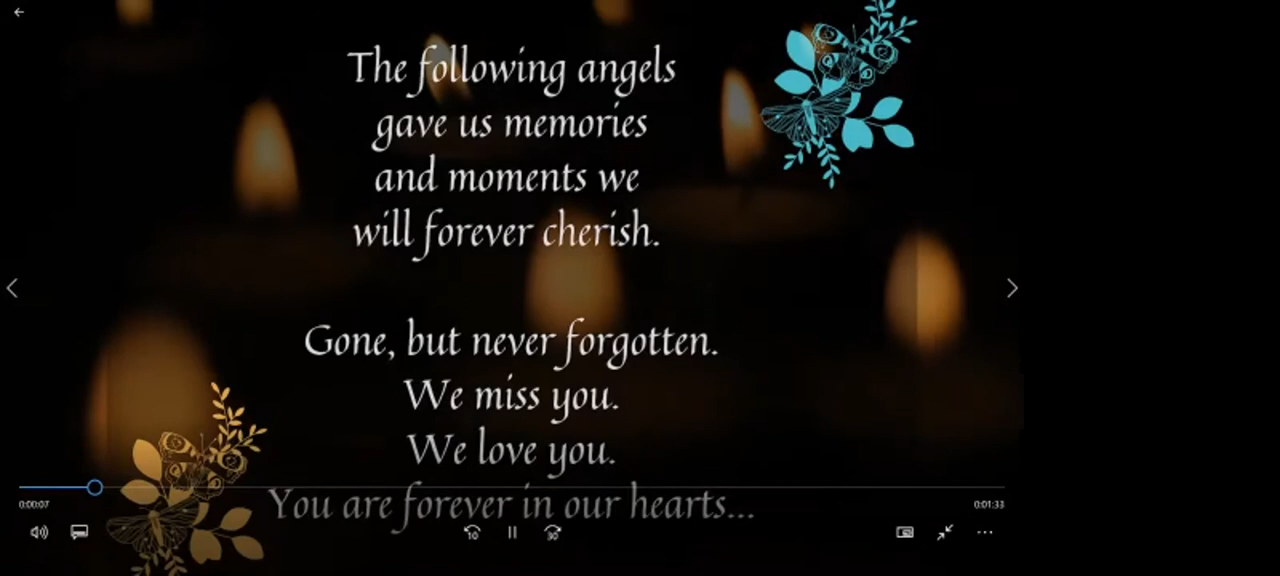 The following angels
gave us memories
and moments we
will forever cherish.
Gone, but never forgotten.
We miss you.
We love you.
You are forever in our hearts...
0:00:07
0:01:33
10
30